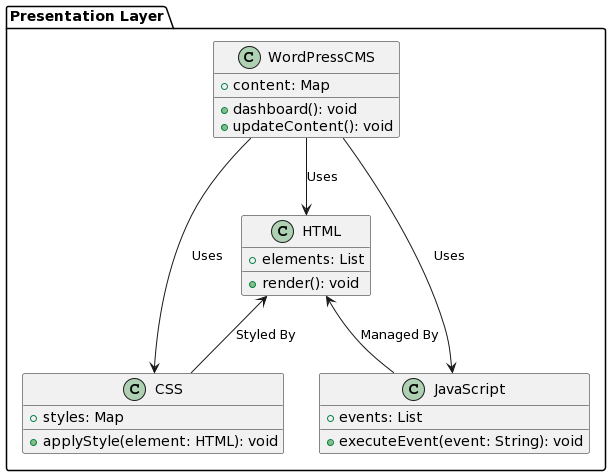 Presentation Layer
C WordPressCMS
content: Map
dashboard(): void
updateContent(): void
Uses
C HTML
elements: List
render(): void
Uses
Uses
Styled By
Managed By
C CSS
styles: Map
applyStyle(element: HTML): void
C JavaScript
events: List
executeEvent(event: String): void